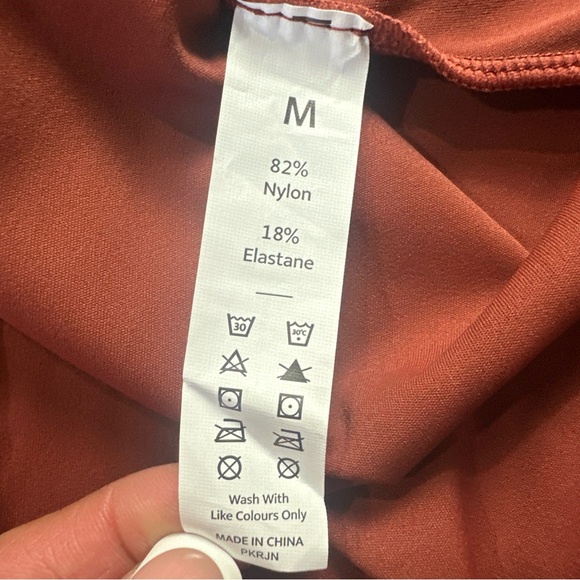 M
82%
Nylon
18%
Elastane
30 30°C
Wash With
Like Colours Only
MADE IN CHINA
PKRJN